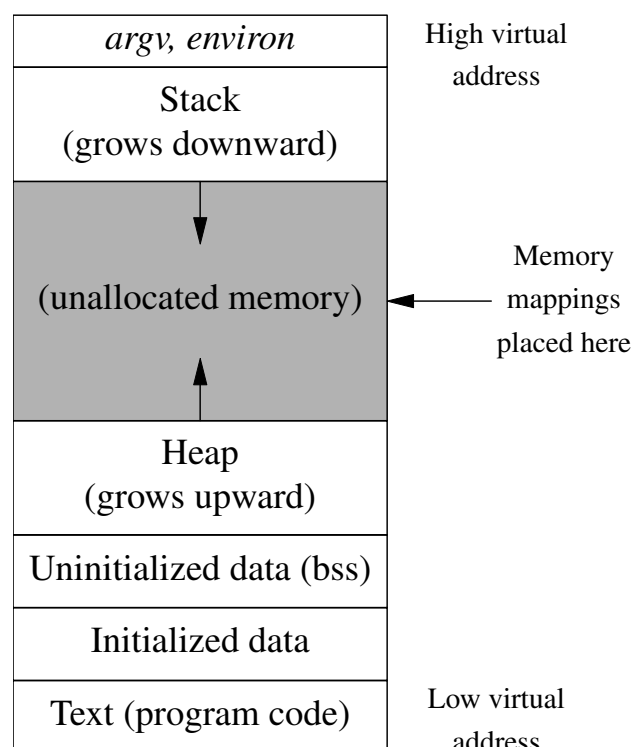 argv, environ
High virtual
address
Stack
(grows downward)
(unallocated memory)
Memory
mappings
placed here
Heap
(grows upward)
Uninitialized data (bss)
Initialized data
Text (program code)
Low virtual
address